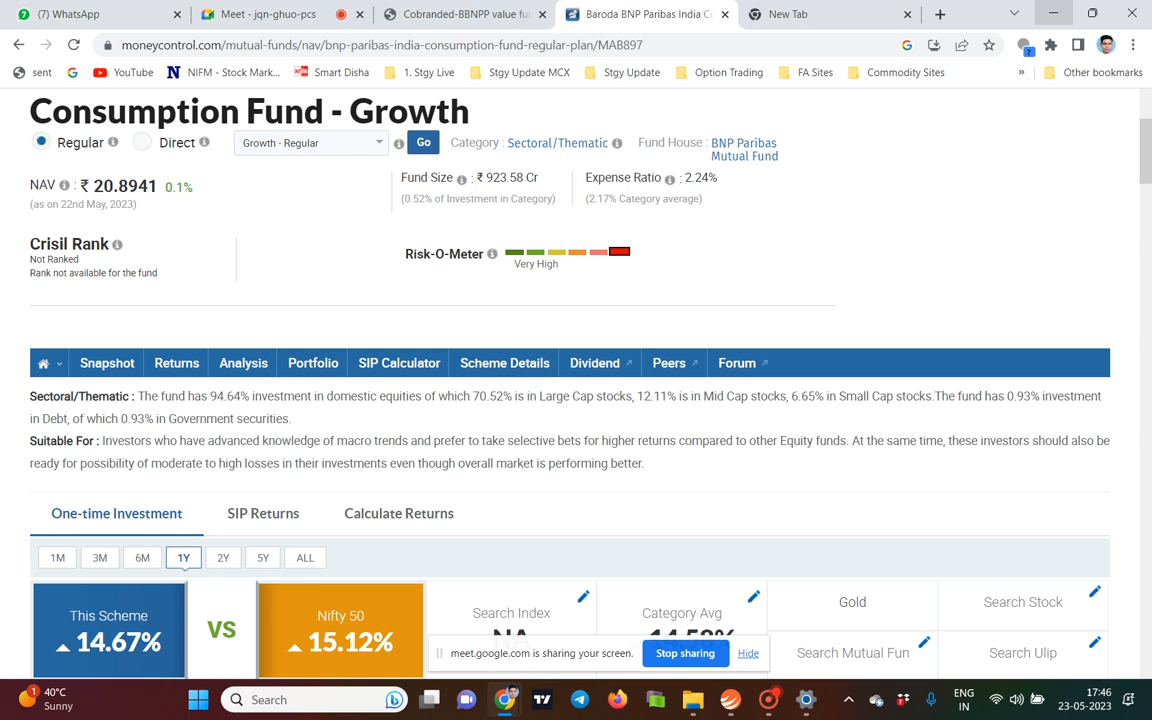 7
(7) WhatsApp
Meet - jqn-ghuo-pcs
Cobranded-BBNPP value fu
Baroda BNP Paribas India Co
New Tab
moneycontrol.com/mutual-funds/nav/bnp-paribas-india-consumption-fund-regular-plan/MAB897
sent
YouTube
NIFM - Stock Mark...
Smart Disha
1. Stgy Live
Stgy Update MCX
Stgy Update
Option Trading
FA Sites
Commodity Sites
»
Other bookmarks
Consumption Fund - Growth
Regular
Direct
Growth - Regular
Go
Category : Sectoral/Thematic
Fund House : BNP Paribas
Mutual Fund
NAV : ₹ 20.8941 0.1%
(as on 22nd May, 2023)
Fund Size : ₹ 923.58 Cr
(0.52% of Investment in Category)
Expense Ratio : 2.24%
(2.17% Category average)
Crisil Rank
Not Ranked
Rank not available for the fund
Risk-O-Meter
Very High
Snapshot
Returns
Analysis
Portfolio
SIP Calculator
Scheme Details
Dividend
Peers
Forum
Sectoral/Thematic : The fund has 94.64% investment in domestic equities of which 70.52% is in Large Cap stocks, 12.11% is in Mid Cap stocks, 6.65% in Small Cap stocks.The fund has 0.93% investment
in Debt, of which 0.93% in Government securities.
Suitable For : Investors who have advanced knowledge of macro trends and prefer to take selective bets for higher returns compared to other Equity funds. At the same time, these investors should also be
ready for possibility of moderate to high losses in their investments even though overall market is performing better.
One-time Investment
SIP Returns
Calculate Returns
1M
3M
6M
1Y
2Y
5Y
ALL
This Scheme
14.67%
VS
Nifty 50
15.12%
Search Index
NA
Category Avg
14.58%
Gold
Search Stock
Search Mutual Fun
Search Ulip
meet.google.com is sharing your screen.
Stop sharing
Hide
1
40°C
Sunny
Search
ENG
IN
17:46
23-05-2023